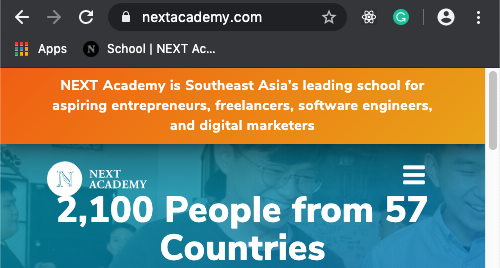 nextacademy.com
Apps
N School | NEXT Ac...
NEXT Academy is Southeast Asia's leading school for
aspiring entrepreneurs, freelancers, software engineers,
and digital marketers
N NEXT
ACADEMY
2,100 People from 57
Countries